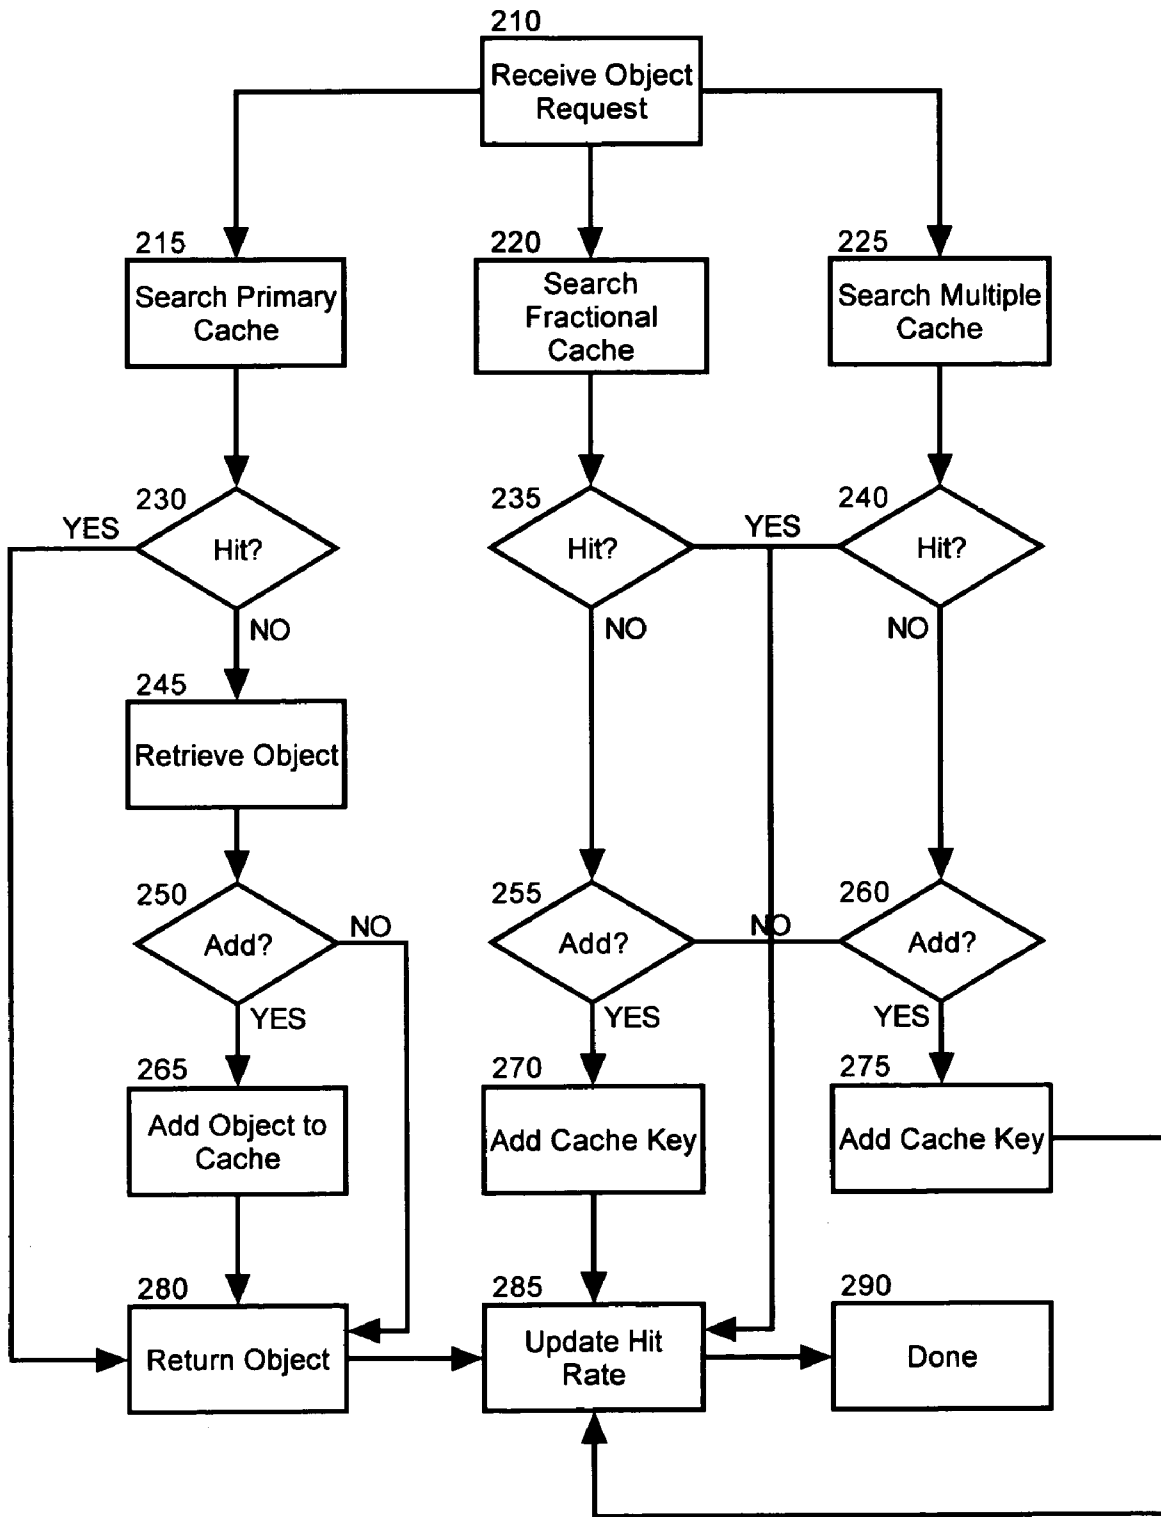 210
Receive Object
Request
215
Search Primary
Cache
220
Search
Fractional
Cache
225
Search Multiple
Cache
230
YES
Hit?
NO
235
Hit?
YES
NO
240
Hit?
NO
245
Retrieve Object
250
Add?
NO
YES
255
Add?
NO
YES
260
Add?
YES
265
Add Object to
Cache
270
Add Cache Key
275
Add Cache Key
280
Return Object
285
Update Hit
Rate
290
Done